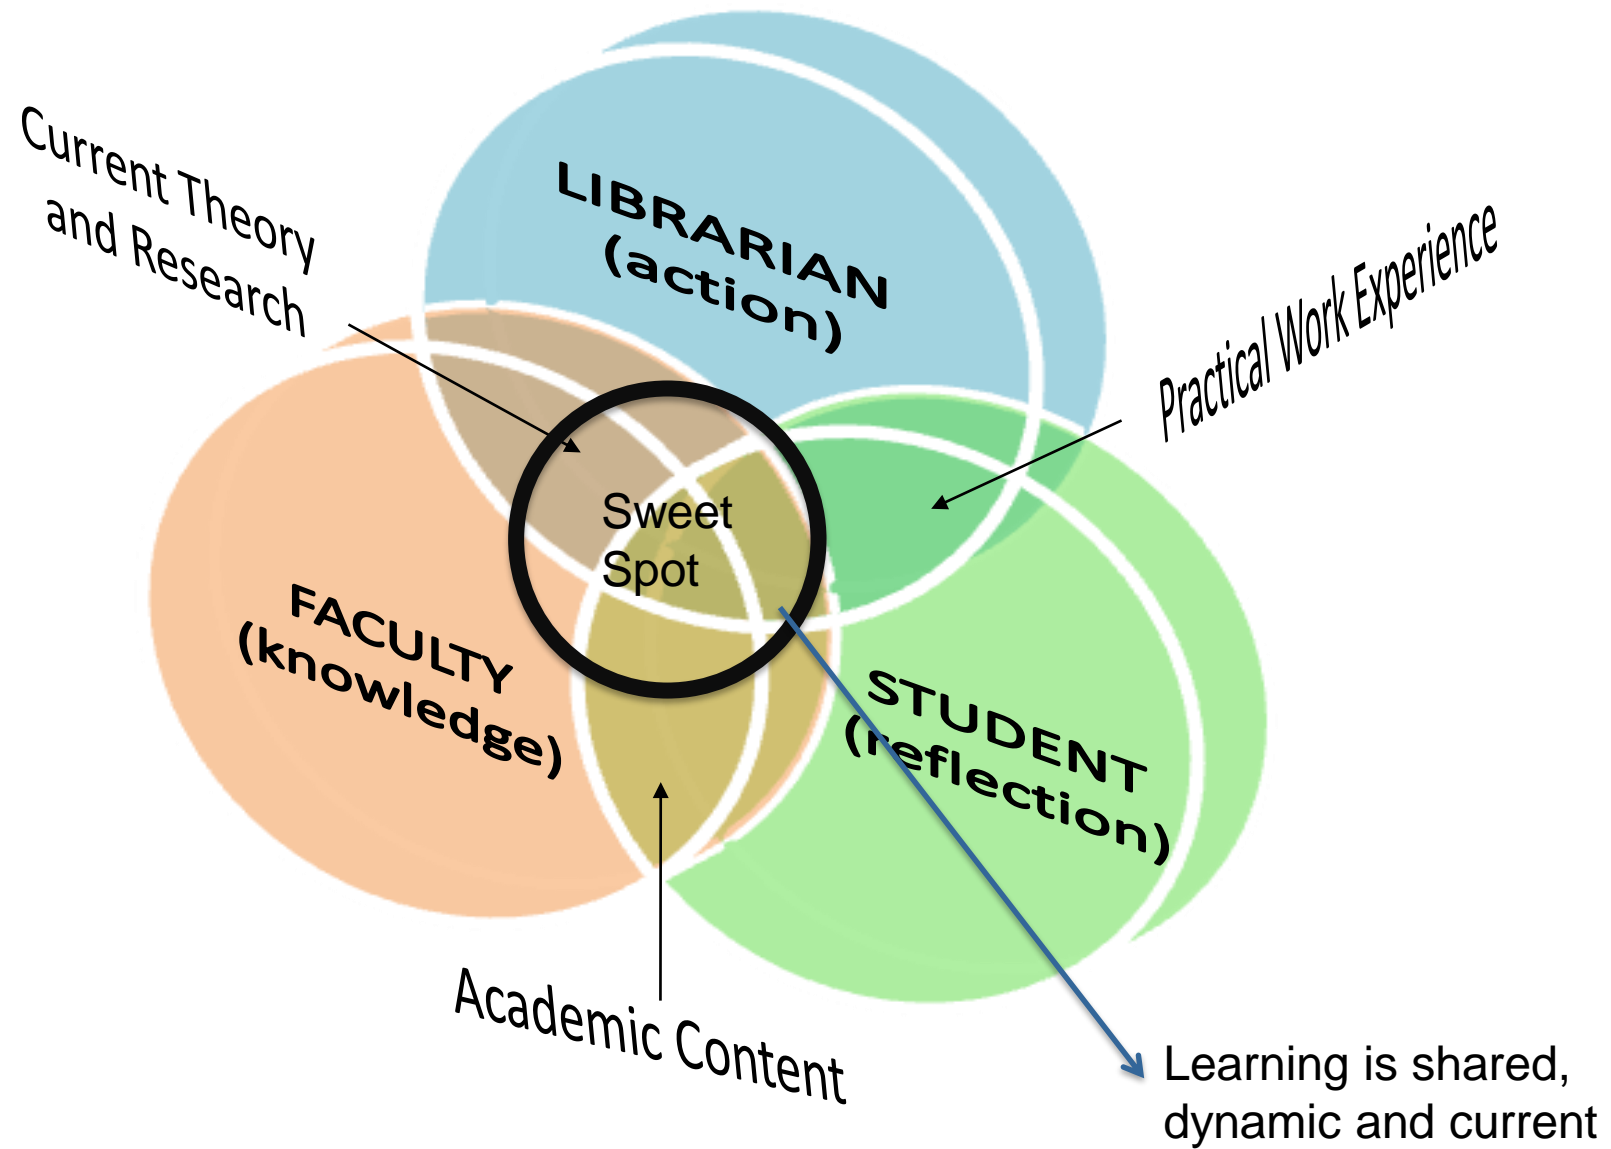 Current Theory
and Research
LIBRARIAN
(action)
Practical Work Experience
Sweet
Spot
FACULTY
(knowledge)
STUDENT
(reflection)
Academic Content
Learning is shared,
dynamic and current